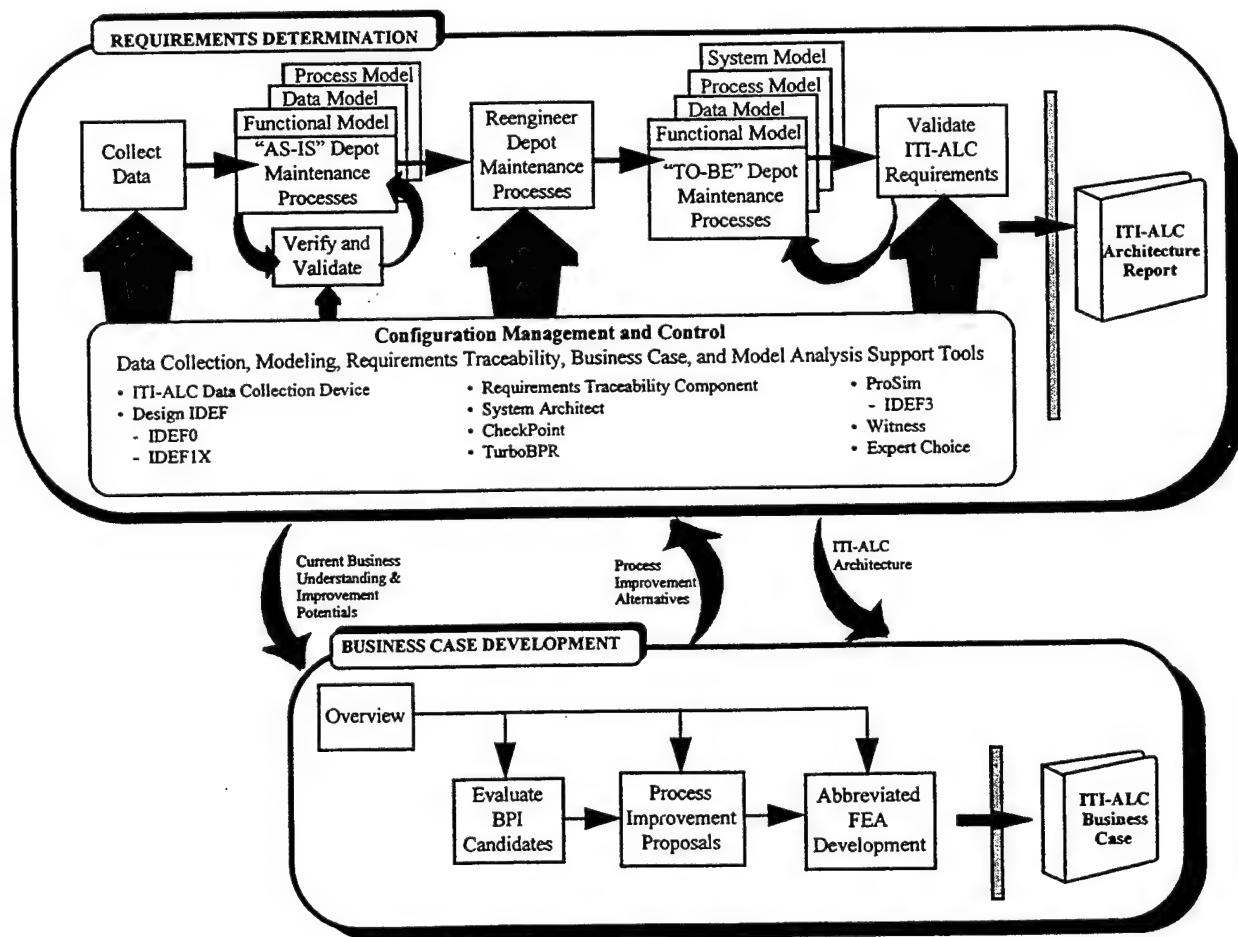 REQUIREMENTS DETERMINATION
Collect
Data
Process Model
Data Model
Functional Model
“AS-IS” Depot
Maintenance
Processes
Verify and
Validate
Reengineer
Depot
Maintenance
Processes
System Model
Process Model
Data Model
Functional Model
“TO-BE” Depot
Maintenance
Processes
Validate
ITI-ALC
Requirements
ITI-ALC
Architecture
Report
Configuration Management and Control
Data Collection, Modeling, Requirements Traceability, Business Case, and Model Analysis Support Tools
• ITI-ALC Data Collection Device
• Design IDEF
- IDEF0
- IDEF1X
• Requirements Traceability Component
• System Architect
• CheckPoint
• TurboBPR
• ProSim
- IDEF3
• Witness
• Expert Choice
Current Business
Understanding &
Improvement
Potentials
Process
Improvement
Alternatives
ITI-ALC
Architecture
BUSINESS CASE DEVELOPMENT
Overview
Evaluate
BPI
Candidates
Process
Improvement
Proposals
Abbreviated
FEA
Development
ITI-ALC
Business
Case